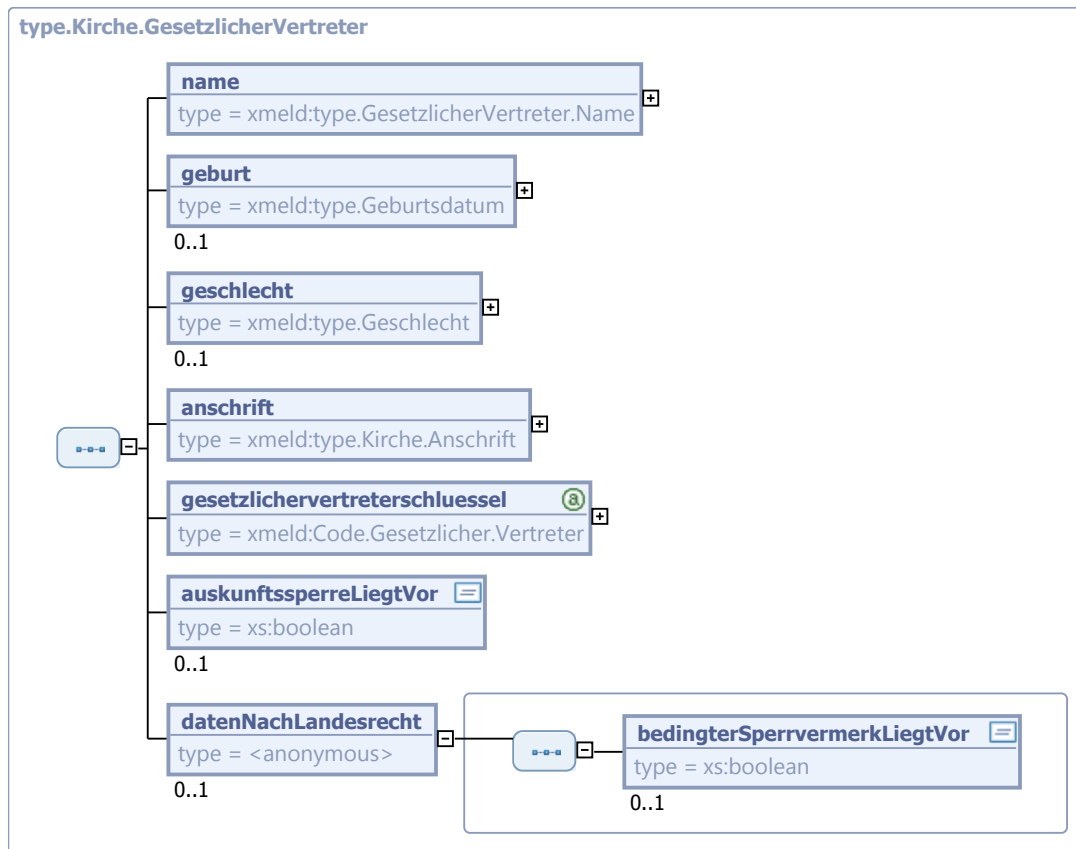 type.Kirche.GesetzlicherVertreter
name
type = xmeld:type.GesetzlicherVertreter.Name
geburt
type = xmeld:type.Geburtsdatum
0..1
geschlecht
type = xmeld:type.Geschlecht
0..1
anschrift
type = xmeld:type.Kirche.Anschrift
gesetzlichervertreterschluessel
type = xmeld:Code.Gesetzlicher.Vertreter
auskunftssperreLiegtVor
type = xs:boolean
0..1
datenNachLandesrecht
type = <anonymous>
0..1
bedingterSperrvermerkLiegtVor
type = xs:boolean
0..1